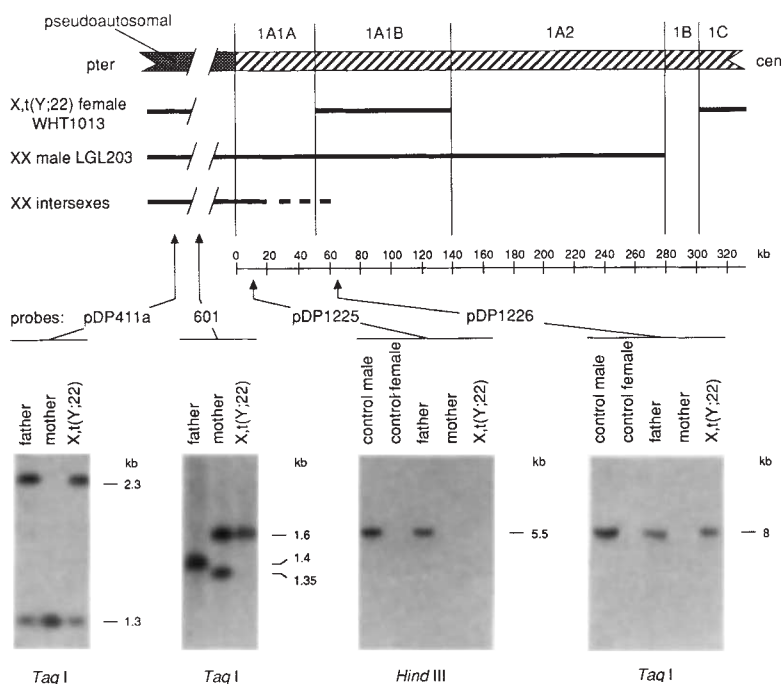 pseudoautosomal
1A1A 1A1B 1A2 1B 1C
pter cen
X,t(Y;22) female
WHT1013
XX male LGL203
XX intersexes
0 20 40 60 80 100 120 140 160 180 200 220 240 260 280 300 320 kb
probes: pDP411a 601 pDP1225 pDP1226
father mother X,t(Y;22)
kb
2.3
1.3
Taq I
father mother X,t(Y;22)
kb
1.6
1.4
1.35
Taq I
control male control female father mother X,t(Y;22)
kb
5.5
Hind III
control male control female father mother X,t(Y;22)
kb
8
Taq I